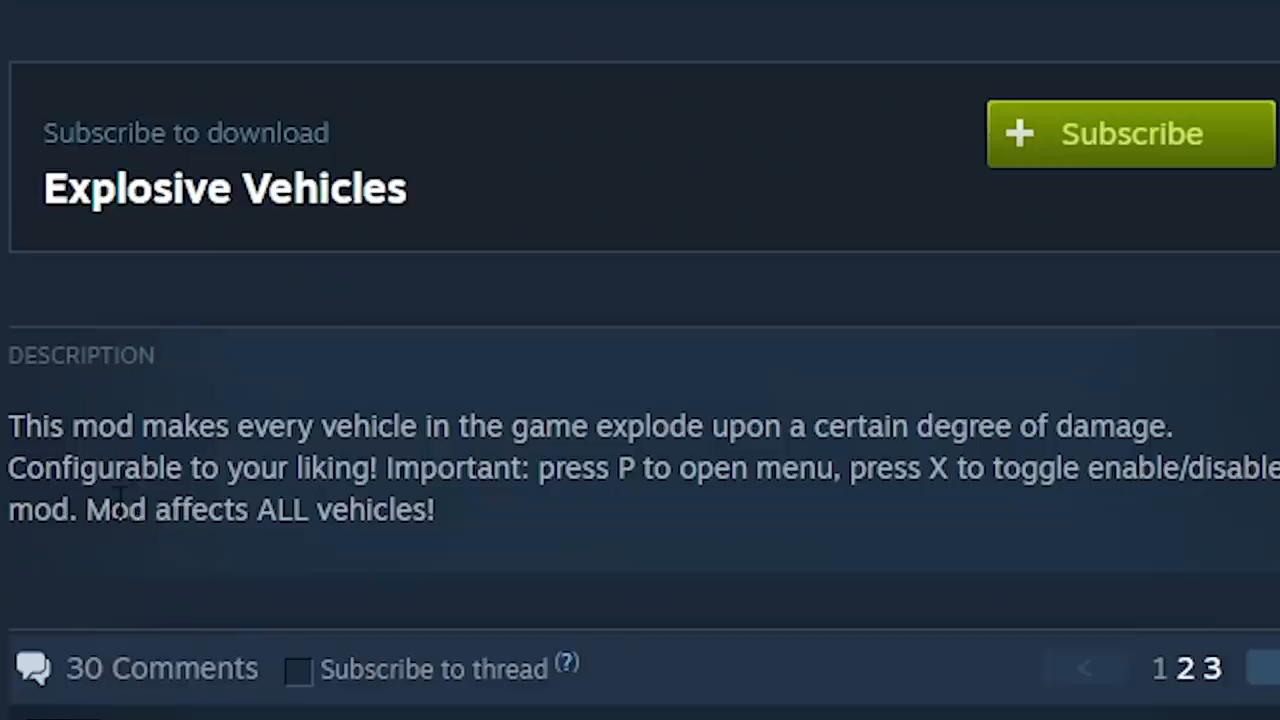 Subscribe to download
Explosive Vehicles
+ Subscribe
DESCRIPTION
This mod makes every vehicle in the game explode upon a certain degree of damage.
Configurable to your liking! Important: press P to open menu, press X to toggle enable/disable
mod. Mod affects ALL vehicles!
30 Comments Subscribe to thread (?) < 1 2 3